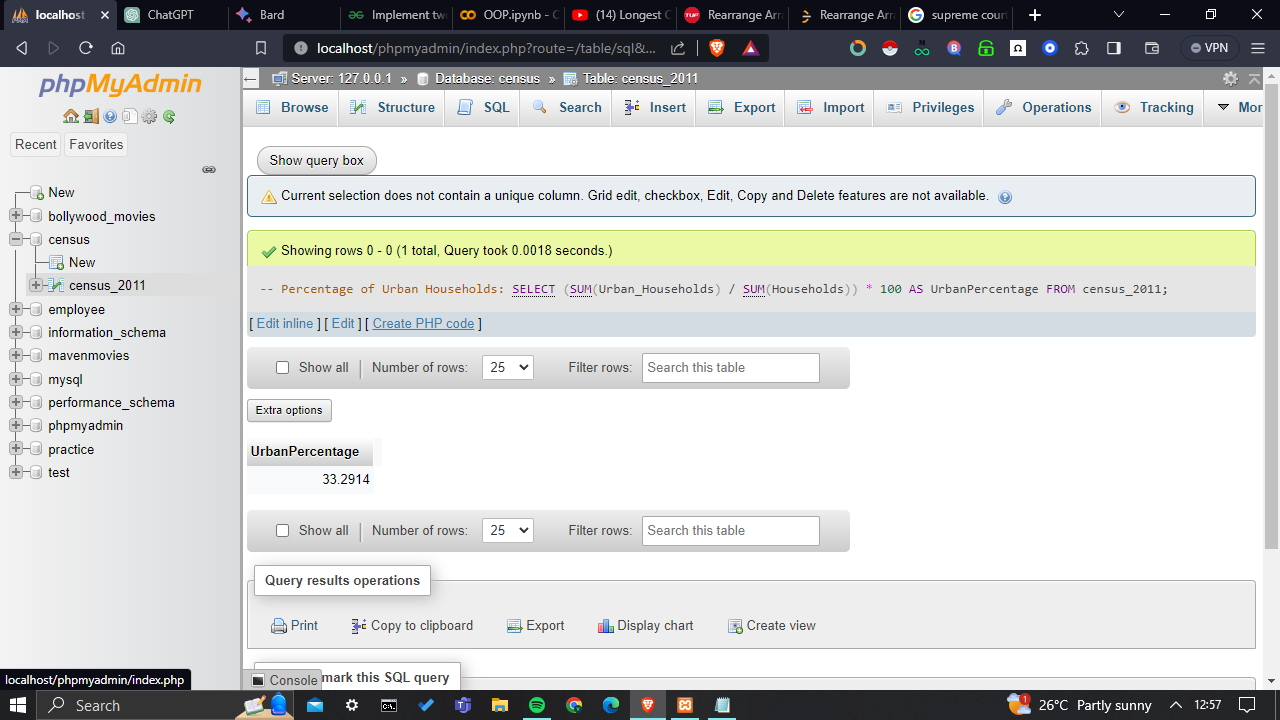 localhost
ChatGPT
Bard
Implement tw
OOP.ipynb - C
(14) Longest C
Rearrange Arr
Rearrange Arr
supreme cour
localhost/phpmyadmin/index.php?route=/table/sql&...
VPN
phpMyAdmin
Recent
Favorites
New
bollywood_movies
census
New
census_2011
employee
information_schema
mavenmovies
mysql
performance_schema
phpmyadmin
practice
test
localhost/phpmyadmin/index.php
Server: 127.0.0.1 » Database: census » Table: census_2011
Browse
Structure
SQL
Search
Insert
Export
Import
Privileges
Operations
Tracking
Mor
Show query box
Current selection does not contain a unique column. Grid edit, checkbox, Edit, Copy and Delete features are not available.
Showing rows 0 - 0 (1 total, Query took 0.0018 seconds.)
-- Percentage of Urban Households: SELECT (SUM(Urban_Households) / SUM(Households)) * 100 AS UrbanPercentage FROM census_2011;
[ Edit inline ] [ Edit ] [ Create PHP code ]
Show all | Number of rows: 25 Filter rows: Search this table
Extra options
UrbanPercentage
33.2914
Show all | Number of rows: 25 Filter rows: Search this table
Query results operations
Print
Copy to clipboard
Export
Display chart
Create view
mark this SQL query
Console
Search
1
26°C Partly sunny
12:57